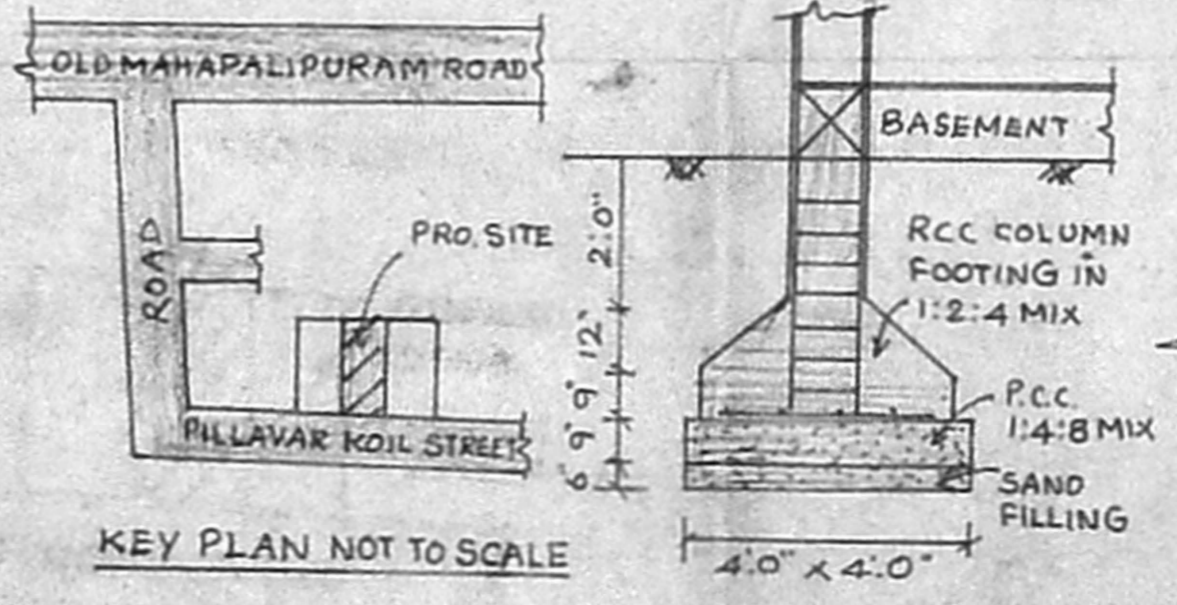 OLD MAHAPALIPURAM ROAD
ROAD
PRO. SITE
PILLAVAR KOIL STREET
KEY PLAN NOT TO SCALE
BASEMENT
2'.0"
12"
9"
9"
6"
RCC COLUMN
FOOTING IN
1:2:4 MIX
P.C.C.
1:4:8 MIX
SAND
FILLING
4'.0" x 4'.0"